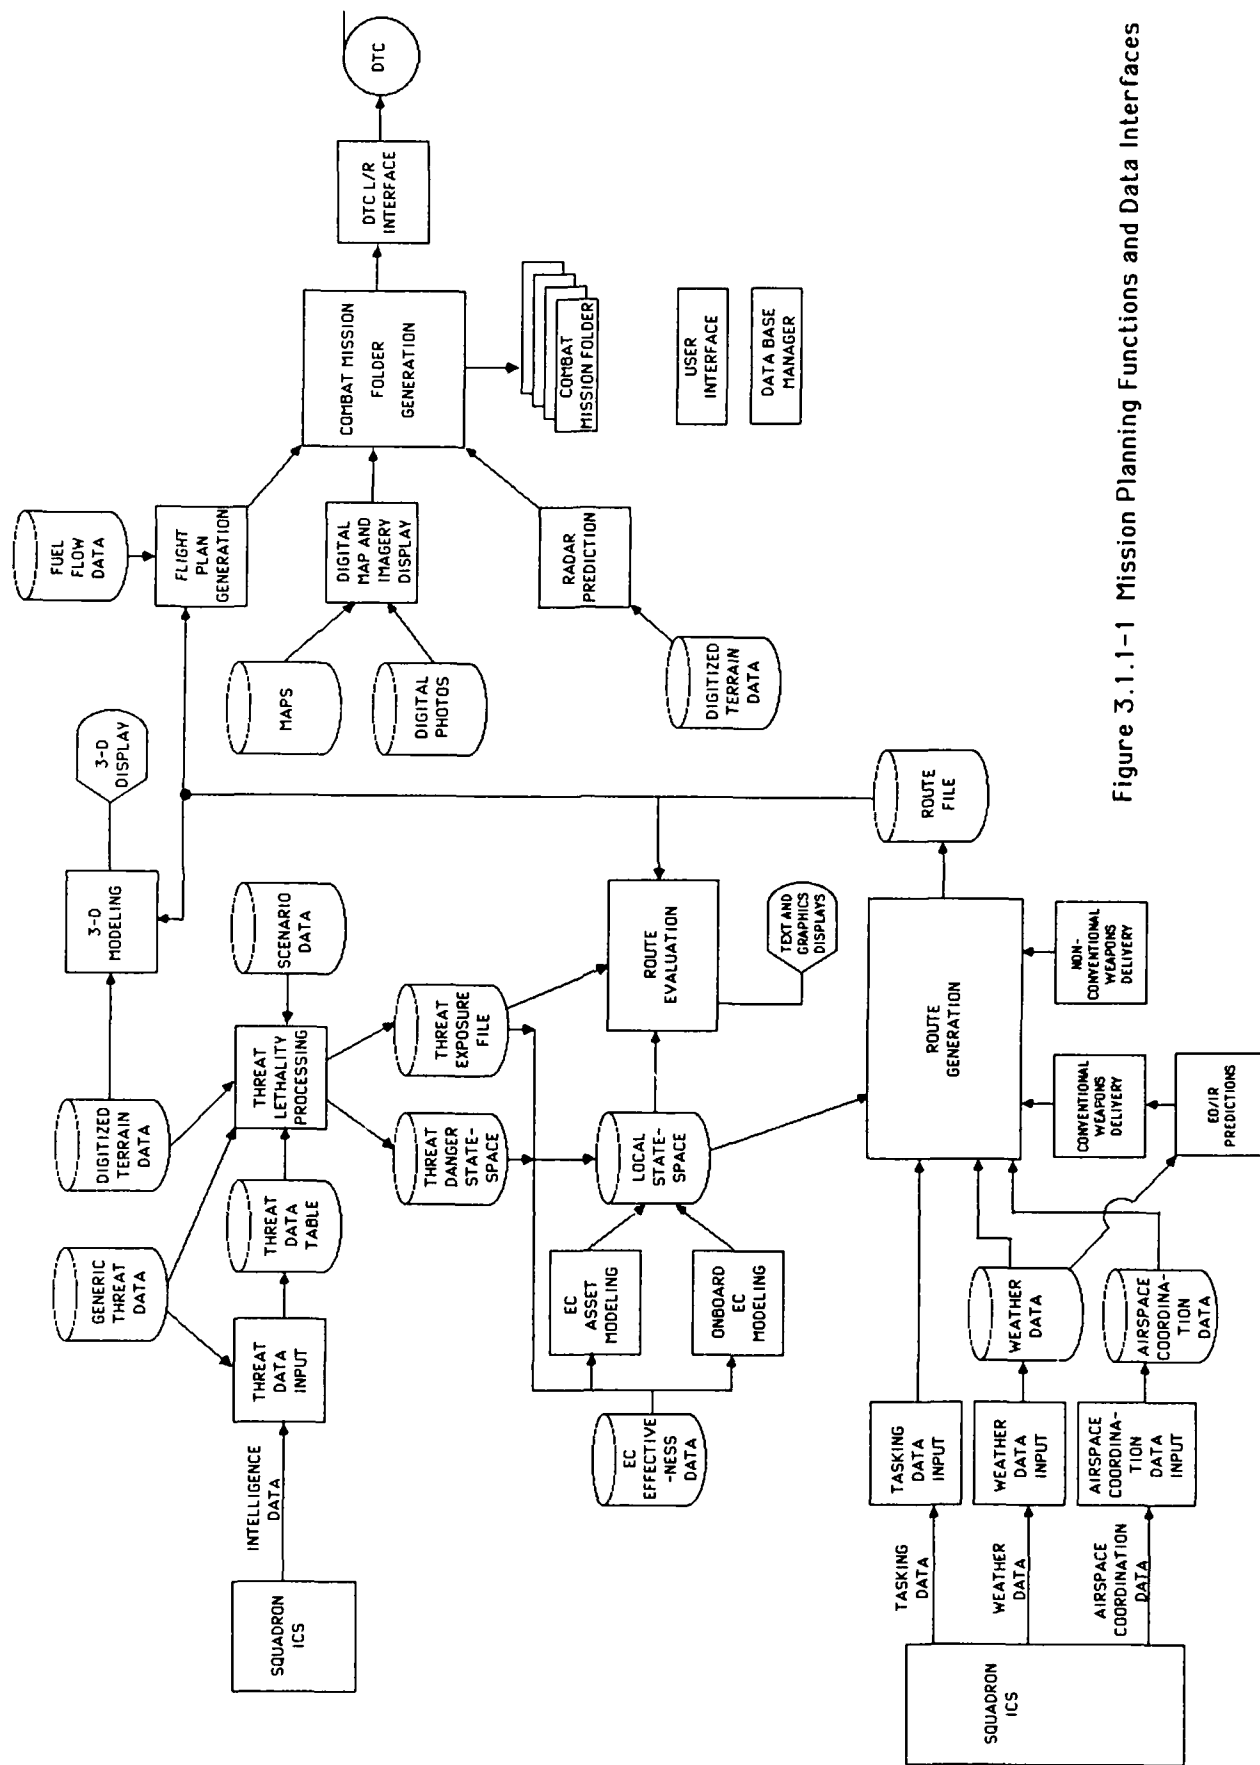 SQUADRON
ICS
INTELLIGENCE
DATA
THREAT
DATA
INPUT
GENERIC
THREAT
DATA
THREAT
DATA
TABLE
DIGITIZED
TERRAIN
DATA
THREAT
LETHALITY
PROCESSING
SCENARIO
DATA
3-D
MODELING
3-D
DISPLAY
FUEL
FLOW
DATA
FLIGHT
PLAN
GENERATION
MAPS
DIGITAL
PHOTOS
DIGITAL
MAP AND
IMAGERY
DISPLAY
DIGITIZED
TERRAIN
DATA
RADAR
PREDICTION
COMBAT MISSION
FOLDER
GENERATION
DTC L/R
INTERFACE
DTC
COMBAT
MISSION FOLDER
USER
INTERFACE
DATA BASE
MANAGER
THREAT
DANGER
STATE-
SPACE
THREAT
EXPOSURE
FILE
EC
EFFECTIVE
-NESS
DATA
EC
ASSET
MODELING
ONBOARD
EC
MODELING
LOCAL
STATE-
SPACE
ROUTE
EVALUATION
TEXT AND
GRAPHICS
DISPLAYS
SQUADRON
ICS
TASKING
DATA
WEATHER
DATA
AIRSPACE
COORDINATION
DATA
TASKING
DATA
INPUT
WEATHER
DATA
INPUT
AIRSPACE
COORDINA-
TION
DATA
INPUT
WEATHER
DATA
AIRSPACE
COORDINA-
TION
DATA
ROUTE
GENERATION
CONVENTIONAL
WEAPONS
DELIVERY
NON-
CONVENTIONAL
WEAPONS
DELIVERY
EO/IR
PREDICTIONS
ROUTE
FILE
Figure 3.1.1-1 Mission Planning Functions and Data Interfaces